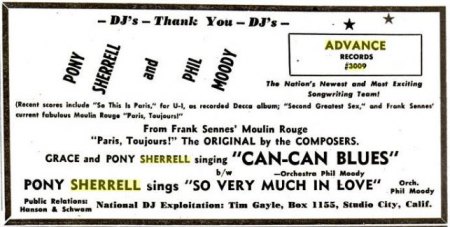 — DJ's — Thank You — DJ's —
PONY SHERRELL and PHIL MOODY
ADVANCE
RECORDS
#3009
The Nation's Newest and Most Exciting
Songwriting Team!
(Recent scores include "So This Is Paris," for U-I, as recorded Decca album; "Second Greatest Sex," and Frank Sennes'
current fabulous Moulin Rouge "Paris, Toujours!"
From Frank Sennes' Moulin Rouge
"Paris, Toujours!" The ORIGINAL by the COMPOSERS.
GRACE and PONY SHERRELL singing "CAN-CAN BLUES"
b/w —Orchestra Phil Moody
PONY SHERRELL sings "SO VERY MUCH IN LOVE" Orch. Phil Moody
Public Relations:
Hanson & Schwam
National DJ Exploitation: Tim Gayle, Box 1155, Studio City, Calif.